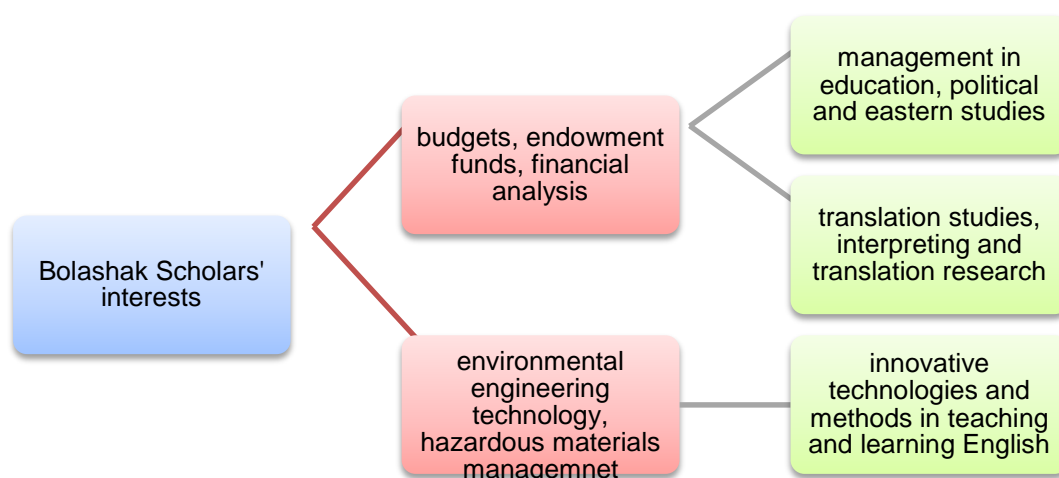 Bolashak Scholars'
interests
budgets, endowment
funds, financial
analysis
environmental
engineering
technology,
hazardous materials
managemnet
management in
education, political
and eastern studies
translation studies,
interpreting and
translation research
innovative
technologies and
methods in teaching
and learning English